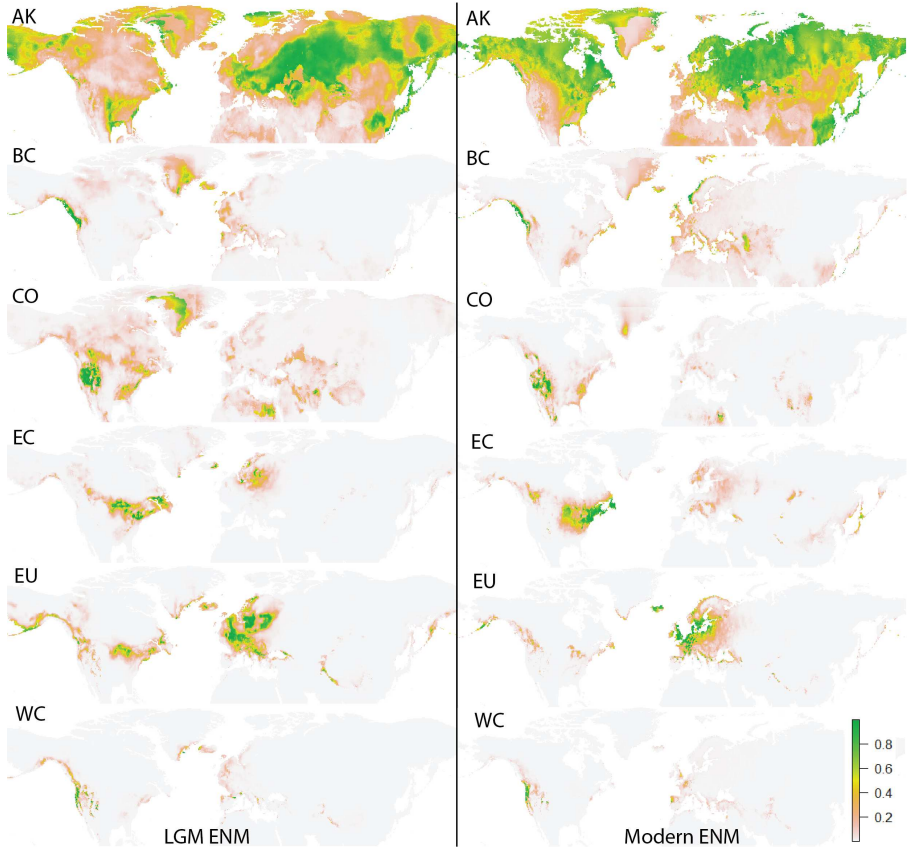 AK
BC
CO
EC
EU
WC
LGM ENM
AK
BC
CO
EC
EU
WC
0.8
0.6
0.4
0.2
Modern ENM